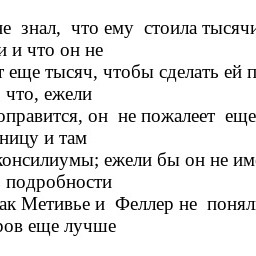 не знал, что ему стоила тысячи
и и что он не
т еще тысяч, чтобы сделать ей п
что, ежели
оправится, он не пожалеет еще
ницу и там
консилиумы; ежели бы он не им
подробности
ак Метивье и Феллер не понял
ров еще лучше